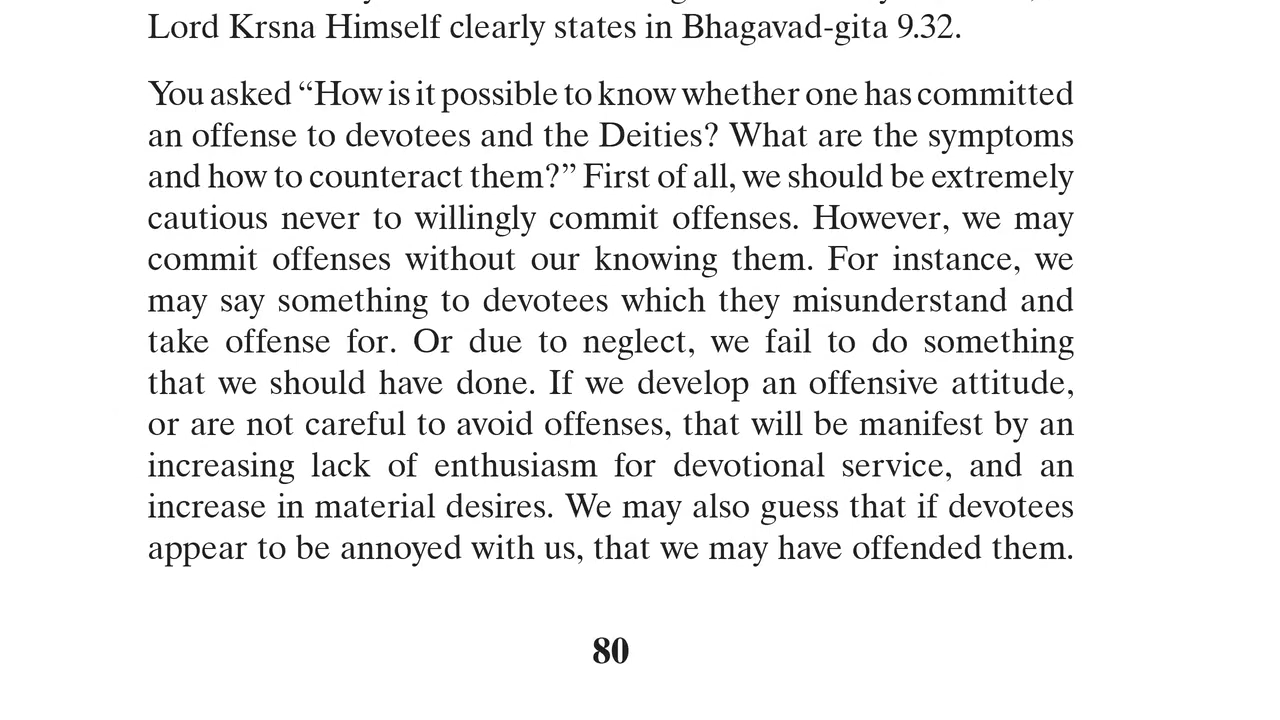 Lord Krsna Himself clearly states in Bhagavad-gita 9.32.
You asked “How is it possible to know whether one has committed
an offense to devotees and the Deities? What are the symptoms
and how to counteract them?” First of all, we should be extremely
cautious never to willingly commit offenses. However, we may
commit offenses without our knowing them. For instance, we
may say something to devotees which they misunderstand and
take offense for. Or due to neglect, we fail to do something
that we should have done. If we develop an offensive attitude,
or are not careful to avoid offenses, that will be manifest by an
increasing lack of enthusiasm for devotional service, and an
increase in material desires. We may also guess that if devotees
appear to be annoyed with us, that we may have offended them.
80